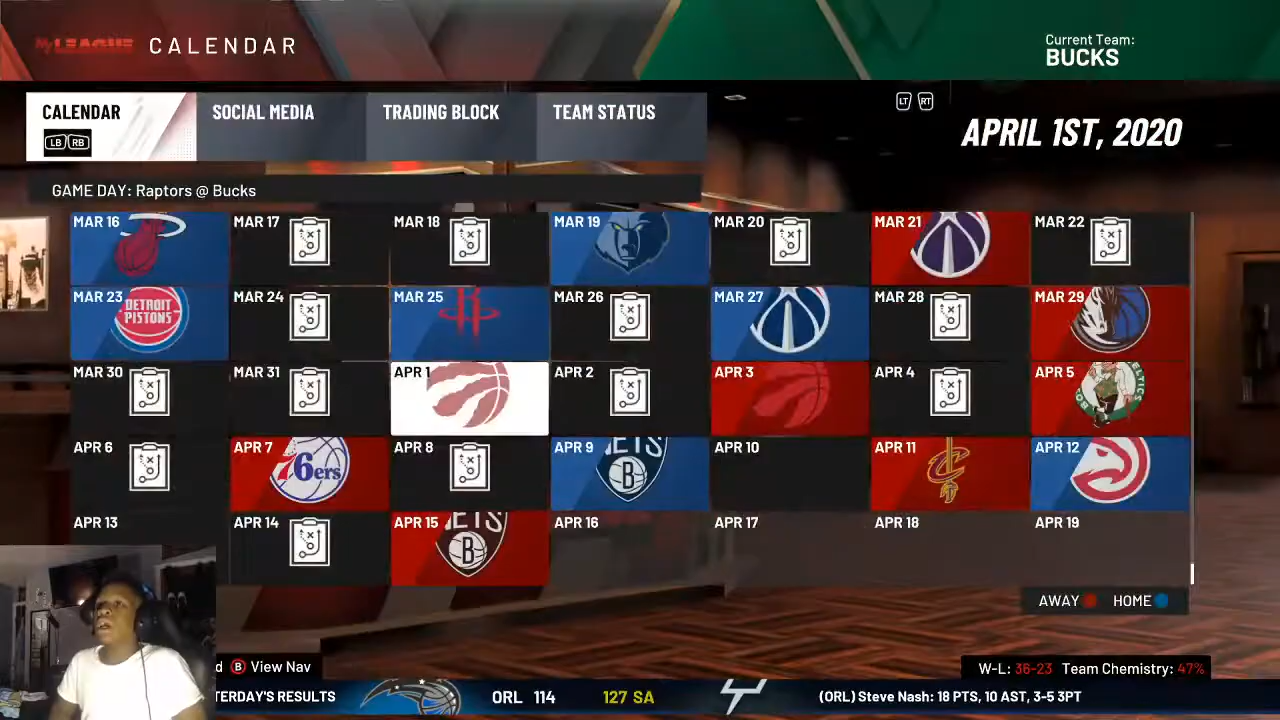 MyLEAGUE CALENDAR
Current Team:
BUCKS
CALENDAR
SOCIAL MEDIA
TRADING BLOCK
TEAM STATUS
LB RB
LT RT
APRIL 1ST, 2020
GAME DAY: Raptors @ Bucks
MAR 16 MAR 17 MAR 18 MAR 19 MAR 20 MAR 21 MAR 22
MAR 23 DETROIT PISTONS MAR 24 MAR 25 MAR 26 MAR 27 MAR 28 MAR 29
MAR 30 MAR 31 APR 1 APR 2 APR 3 APR 4 APR 5
APR 6 APR 7 76ers APR 8 APR 9 B APR 10 APR 11 APR 12
APR 13 APR 14 APR 15 B APR 16 APR 17 APR 18 APR 19
AWAY HOME
d B View Nav
W-L: 36-23 Team Chemistry: 47%
TERDAY'S RESULTS ORL 114 127 SA (ORL) Steve Nash: 18 PTS, 10 AST, 3-5 3PT